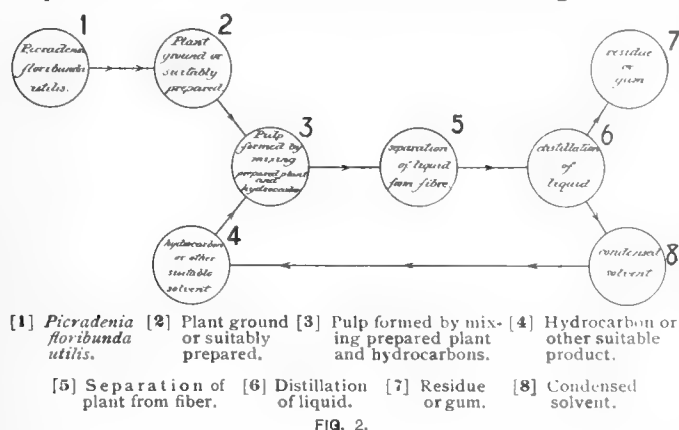 1
Picradenia
floribunda
utilis.
2
Plant
ground or
suitably
prepared
3
Pulp
formed by
mixing
prepared plant
and
hydrocarbon
4
hydrocarbon
or other
suitable
solvent
5
separation
of liquid
from fibre.
6
distillation
of
liquid
7
residue
or
gum
8
condensed
solvent
[1] Picradenia floribunda utilis.
[2] Plant ground or suitably prepared.
[3] Pulp formed by mix-ing prepared plant and hydrocarbons.
[4] Hydrocarbon or other suitable product.
[5] Separation of plant from fiber.
[6] Distillation of liquid.
[7] Residue or gum.
[8] Condensed solvent.
FIG. 2.